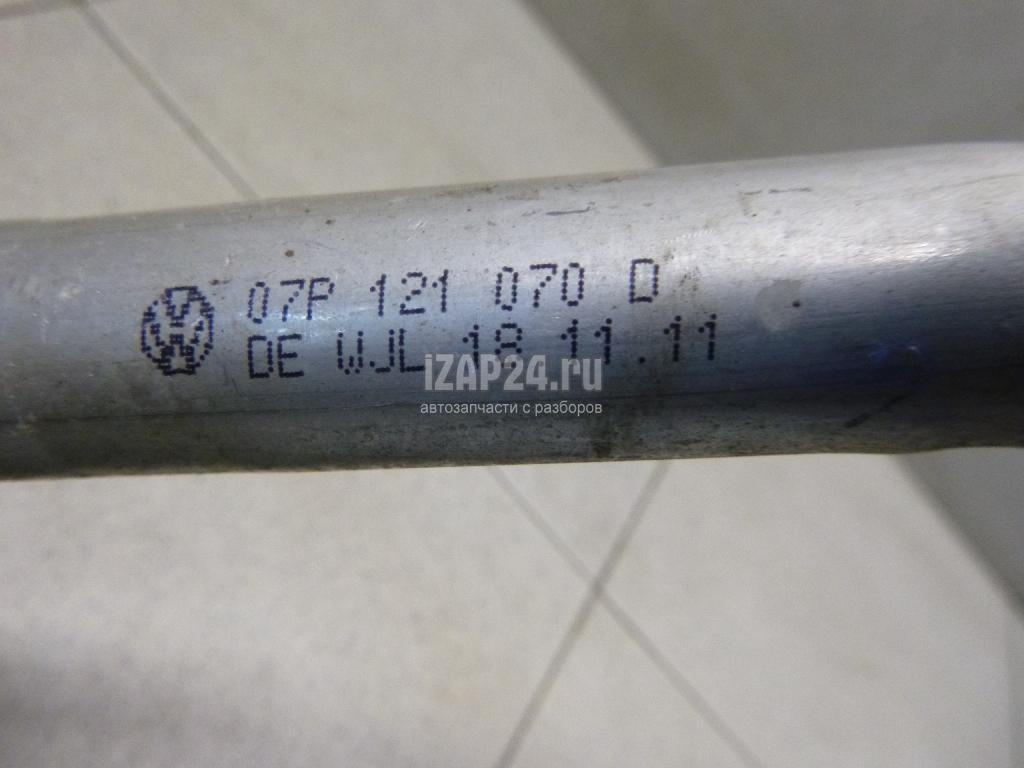 07P 121 070 D
DE WJL 18.11.11
iZAP24.ru
автозапчасти с разборов